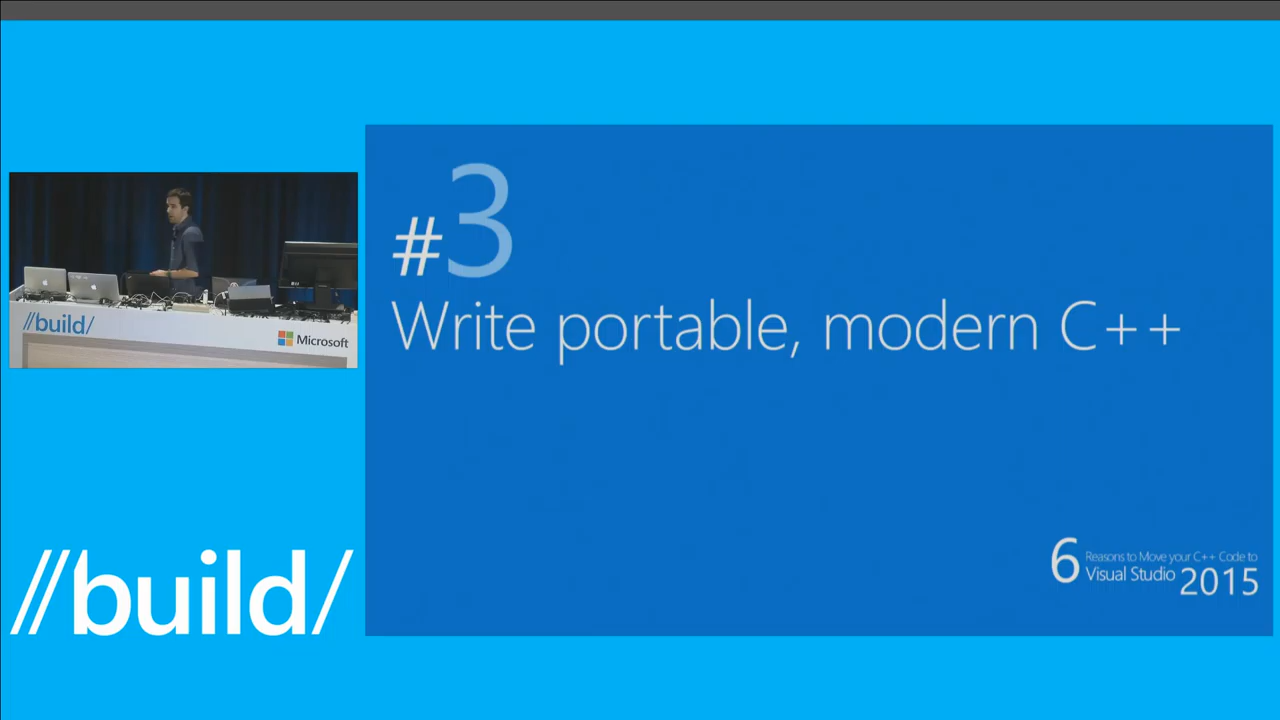 #3
Write portable, modern C++
//build/
Microsoft
//build/
6 Reasons to Move your C++ Code to
Visual Studio 2015